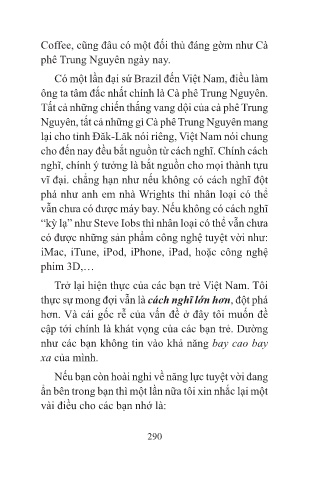 Coffee, cũng đâu có một đối thủ đáng gờm như Cà
phê Trung Nguyên ngày nay.
Có một lần đại sứ Brazil đến Việt Nam, điều làm
ông ta tâm đắc nhất chính là Cà phê Trung Nguyên.
Tất cả những chiến thắng vang dội của cà phê Trung
Nguyên, tất cả những gì Cà phê Trung Nguyên mang
lại cho tỉnh Đăk-Lăk nói riêng, Việt Nam nói chung
cho đến nay đều bắt nguồn từ cách nghĩ. Chính cách
nghĩ, chính ý tưởng là bắt nguồn cho mọi thành tựu
vĩ đại. chẳng hạn như nếu không có cách nghĩ đột
phá như anh em nhà Wrights thì nhân loại có thể
vẫn chưa có được máy bay. Nếu không có cách nghĩ
“kỳ lạ” như Steve Iobs thì nhân loại có thể vẫn chưa
có được những sản phẩm công nghệ tuyệt vời như:
iMac, iTune, iPod, iPhone, iPad, hoặc công nghệ
phim 3D,…
Trở lại hiện thực của các bạn trẻ Việt Nam. Tôi
thực sự mong đợi vẫn là cách nghĩ lớn hơn, đột phá
hơn. Và cái gốc rễ của vấn đề ở đây tôi muốn đề
cập tới chính là khát vọng của các bạn trẻ. Dường
như các bạn không tin vào khả năng bay cao bay
xa của mình.
Nếu bạn còn hoài nghi về năng lực tuyệt vời đang
ẩn bên trong bạn thì một lần nữa tôi xin nhắc lại một
vài điều cho các bạn nhớ là:
290